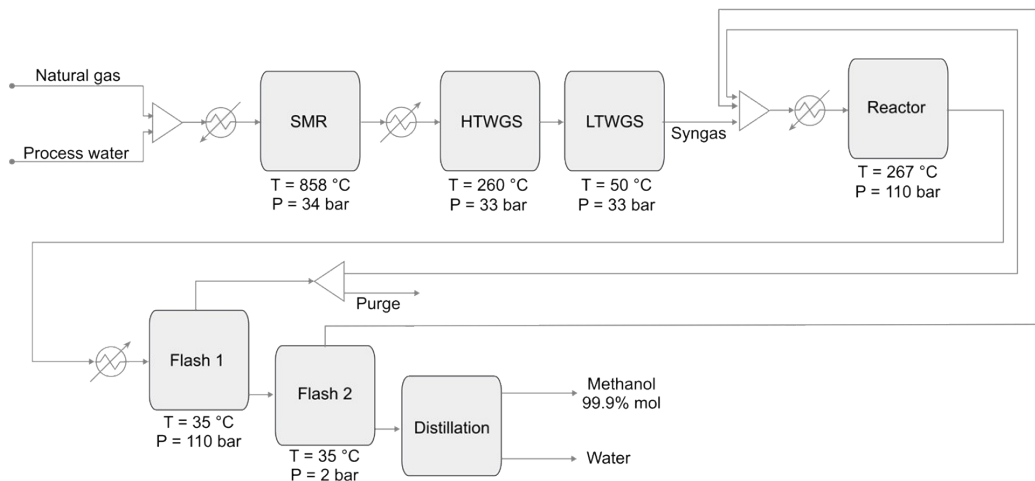 Natural gas
Process water
SMR
T = 858 °C
P = 34 bar
HTWGS
T = 260 °C
P = 33 bar
LTWGS
T = 50 °C
P = 33 bar
Syngas
Reactor
T = 267 °C
P = 110 bar
Purge
Flash 1
T = 35 °C
P = 110 bar
Flash 2
T = 35 °C
P = 2 bar
Distillation
Methanol
99.9% mol
Water